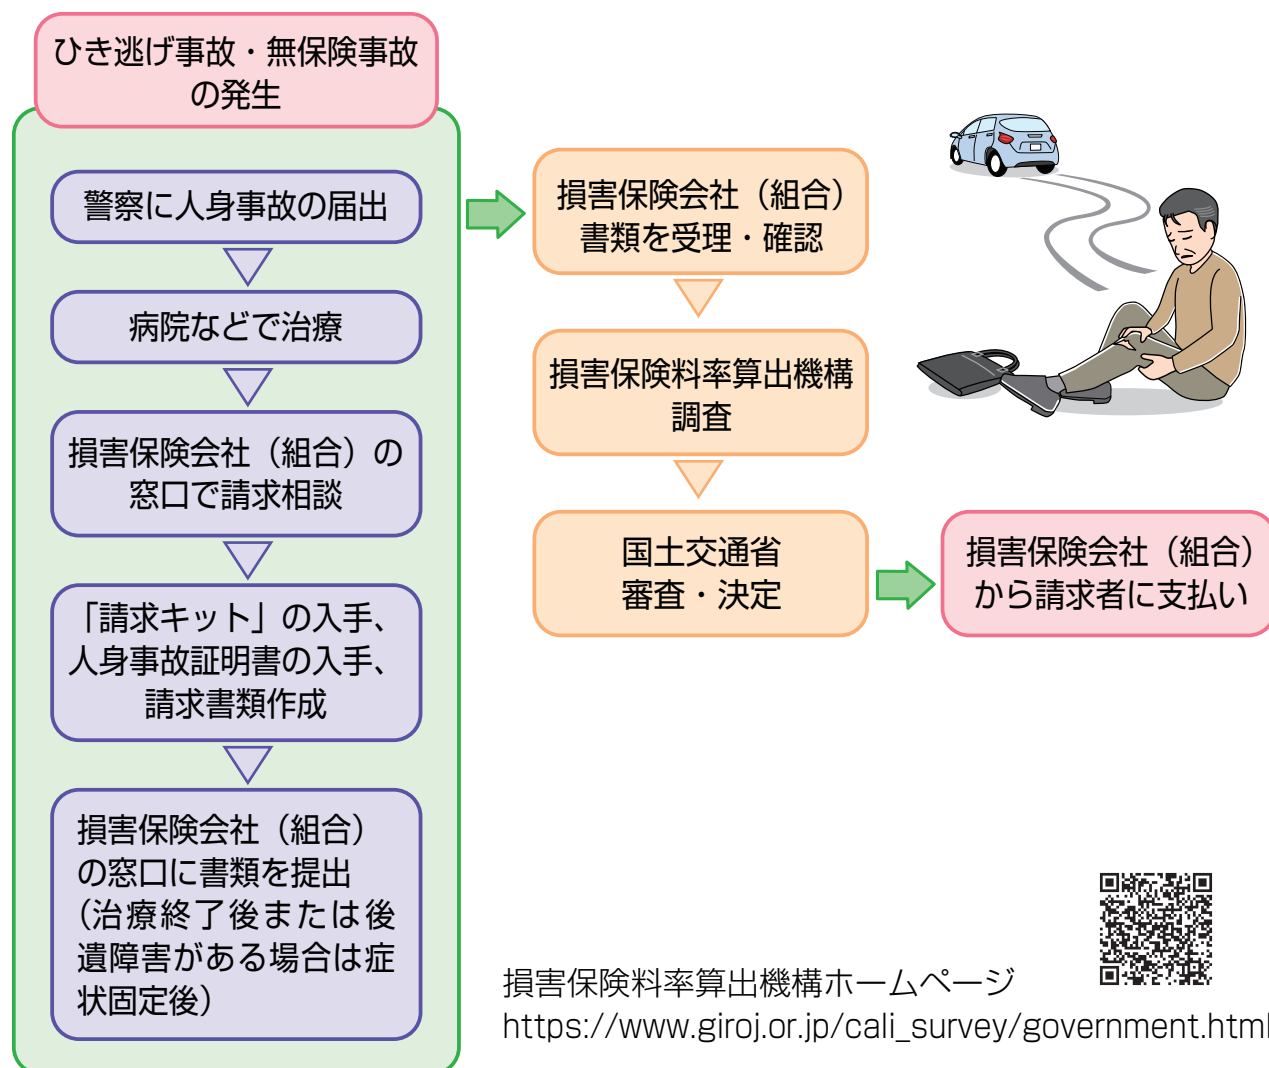 ひき逃げ事故・無保険事故
の発生
警察に人身事故の届出
病院などで治療
損害保険会社（組合）の
窓口で請求相談
「請求キット」の入手、
人身事故証明書の入手、
請求書類作成
損害保険会社（組合）
の窓口に書類を提出
（治療終了後または後
遺障害がある場合は症
状固定後）
損害保険会社（組合）
書類を受理・確認
損害保険料率算出機構
調査
国土交通省
審査・決定
損害保険会社（組合）
から請求者に支払い
損害保険料率算出機構ホームページ
https://www.giroj.or.jp/cali_survey/government.html